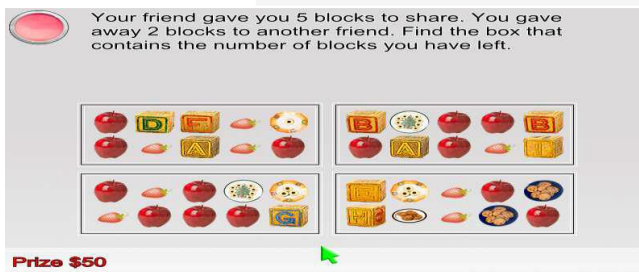 Your friend gave you 5 blocks to share. You gave
away 2 blocks to another friend. Find the box that
contains the number of blocks you have left.
D
A
B
B
A
G
Prize $50